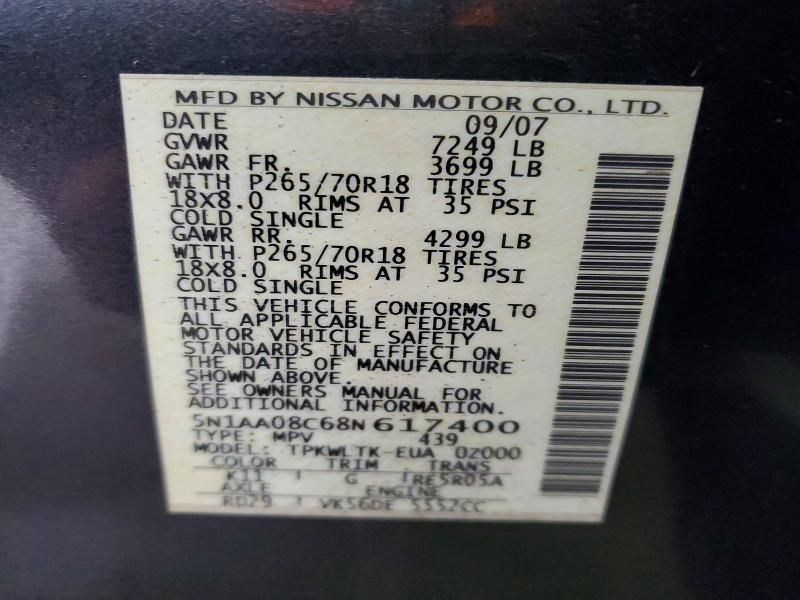 MFD BY NISSAN MOTOR CO., LTD.
DATE 09/07
GVWR 7249 LB
GAWR FR. 3699 LB
WITH P265/70R18 TIRES
18X8.0 RIMS AT 35 PSI
COLD SINGLE
GAWR RR. 4299 LB
WITH P265/70R18 TIRES
18X8.0 RIMS AT 35 PSI
COLD SINGLE
THIS VEHICLE CONFORMS TO
ALL APPLICABLE FEDERAL
MOTOR VEHICLE SAFETY
STANDARDS IN EFFECT ON
THE DATE OF MANUFACTURE
SHOWN ABOVE.
SEE OWNERS MANUAL FOR
ADDITIONAL INFORMATION.
5N1AA08C68N617400
TYPE: MPV 439
MODEL: TPKWLTK-EUA 0Z000
COLOR TRIM TRANS
K11 G RE5R05A
AXLE ENGINE
RD29 VK56DE 5552CC